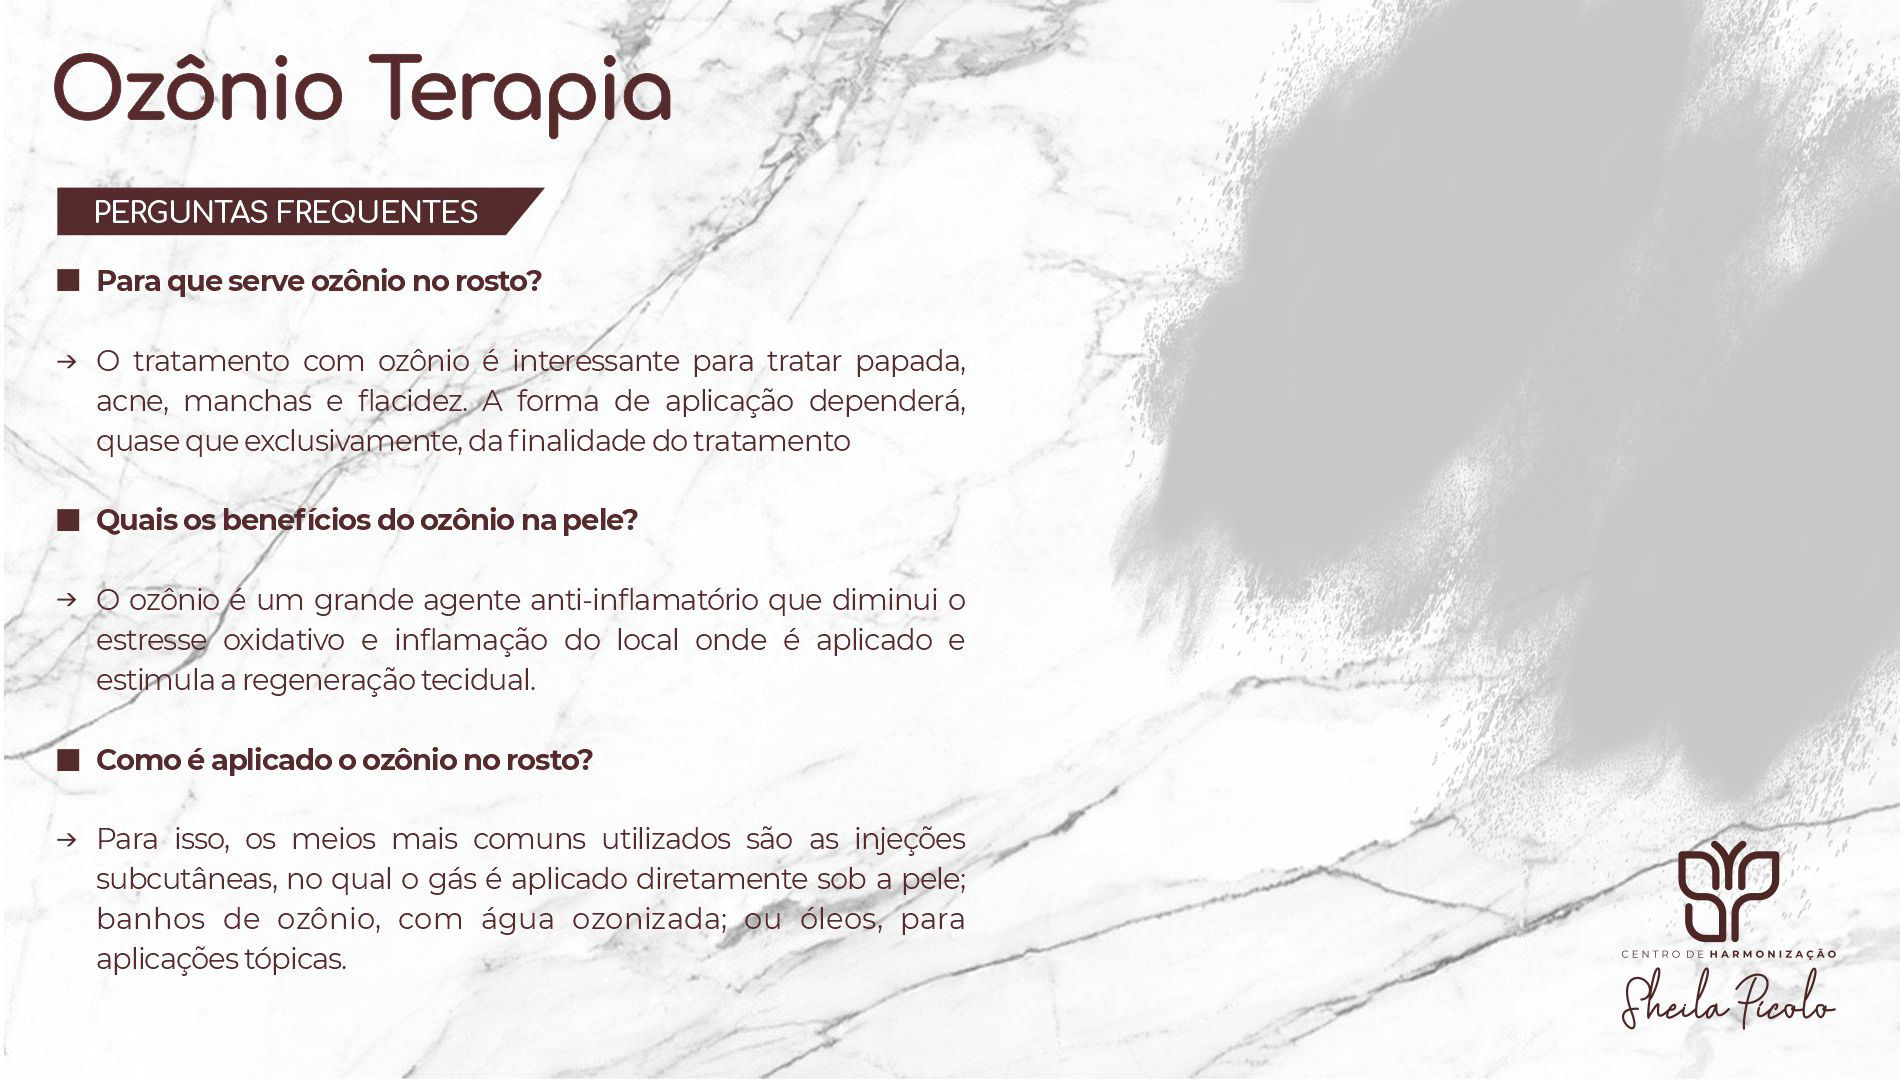 Ozônio Terapia
PERGUNTAS FREQUENTES
■ Para que serve ozônio no rosto?
→ O tratamento com ozônio é interessante para tratar papada,
acne, manchas e flacidez. A forma de aplicação dependerá,
quase que exclusivamente, da finalidade do tratamento
■ Quais os benefícios do ozônio na pele?
→ O ozônio é um grande agente anti-inflamatório que diminui o
estresse oxidativo e inflamação do local onde é aplicado e
estimula a regeneração tecidual.
■ Como é aplicado o ozônio no rosto?
→ Para isso, os meios mais comuns utilizados são as injeções
subcutâneas, no qual o gás é aplicado diretamente sob a pele;
banhos de ozônio, com água ozonizada; ou óleos, para
aplicações tópicas.
CENTRO DE HARMONIZAÇÃO
Sheila Picolo